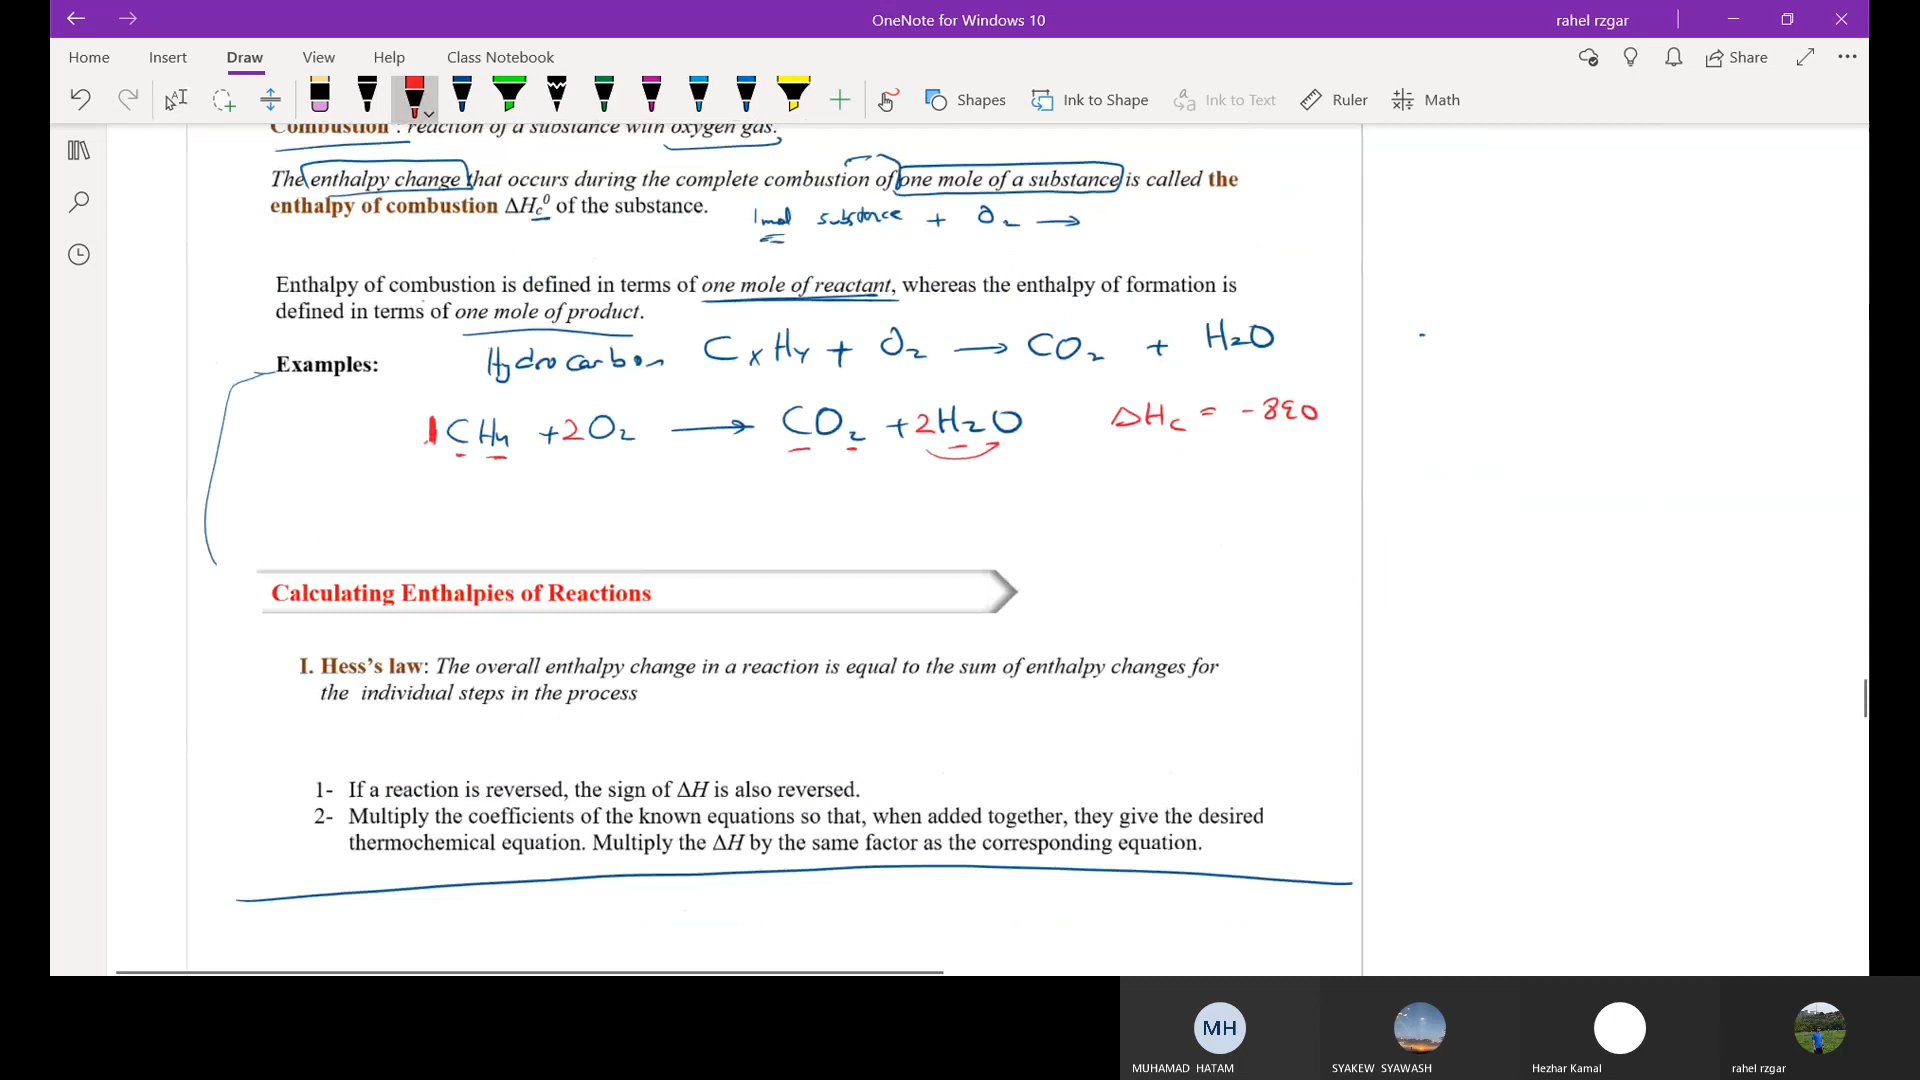 OneNote for Windows 10
rahel rzgar
Home Insert Draw View Help Class Notebook
Share
Shapes Ink to Shape Ink to Text Ruler Math
Combustion : reaction of a substance with oxygen gas.
The enthalpy change that occurs during the complete combustion of one mole of a substance is called the
enthalpy of combustion ΔHc⁰ of the substance.
1mol substance + O₂ →
Enthalpy of combustion is defined in terms of one mole of reactant, whereas the enthalpy of formation is
defined in terms of one mole of product.
Hydrocarbon CxHy + O₂ → CO₂ + H₂O
Examples:
1CH₄ + 2O₂ → CO₂ + 2H₂O ΔHc = -890
Calculating Enthalpies of Reactions
I. Hess's law: The overall enthalpy change in a reaction is equal to the sum of enthalpy changes for
the individual steps in the process
1- If a reaction is reversed, the sign of ΔH is also reversed.
2- Multiply the coefficients of the known equations so that, when added together, they give the desired
thermochemical equation. Multiply the ΔH by the same factor as the corresponding equation.
MH
MUHAMAD HATAM SYAKEW SYAWASH Hezhar Kamal rahel rzgar